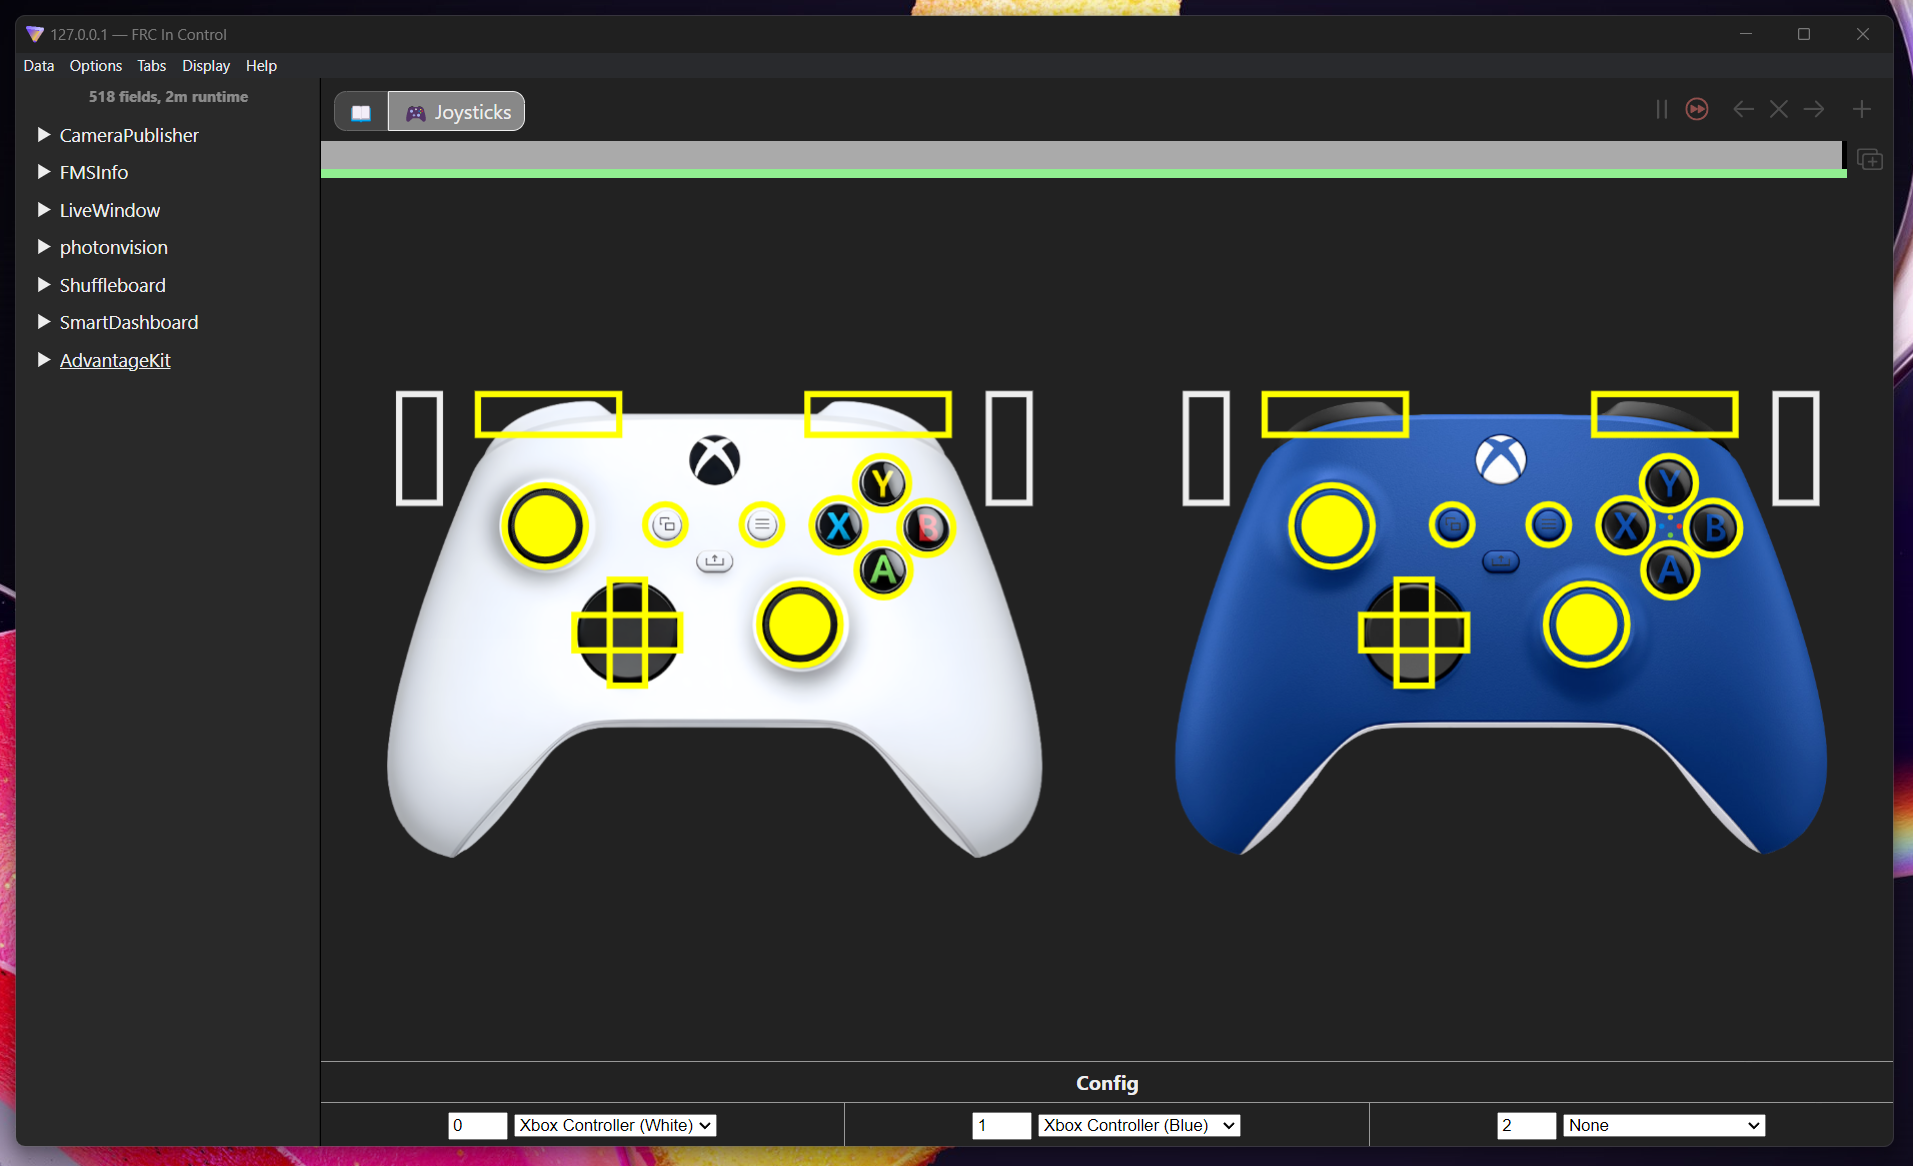 127.0.0.1 — FRC In Control
Data Options Tabs Display Help
518 fields, 2m runtime
CameraPublisher
FMSInfo
LiveWindow
photonvision
Shuffleboard
SmartDashboard
AdvantageKit
Joysticks
Y
X B
A
Y
X B
A
Config
0 Xbox Controller (White)
1 Xbox Controller (Blue)
2 None